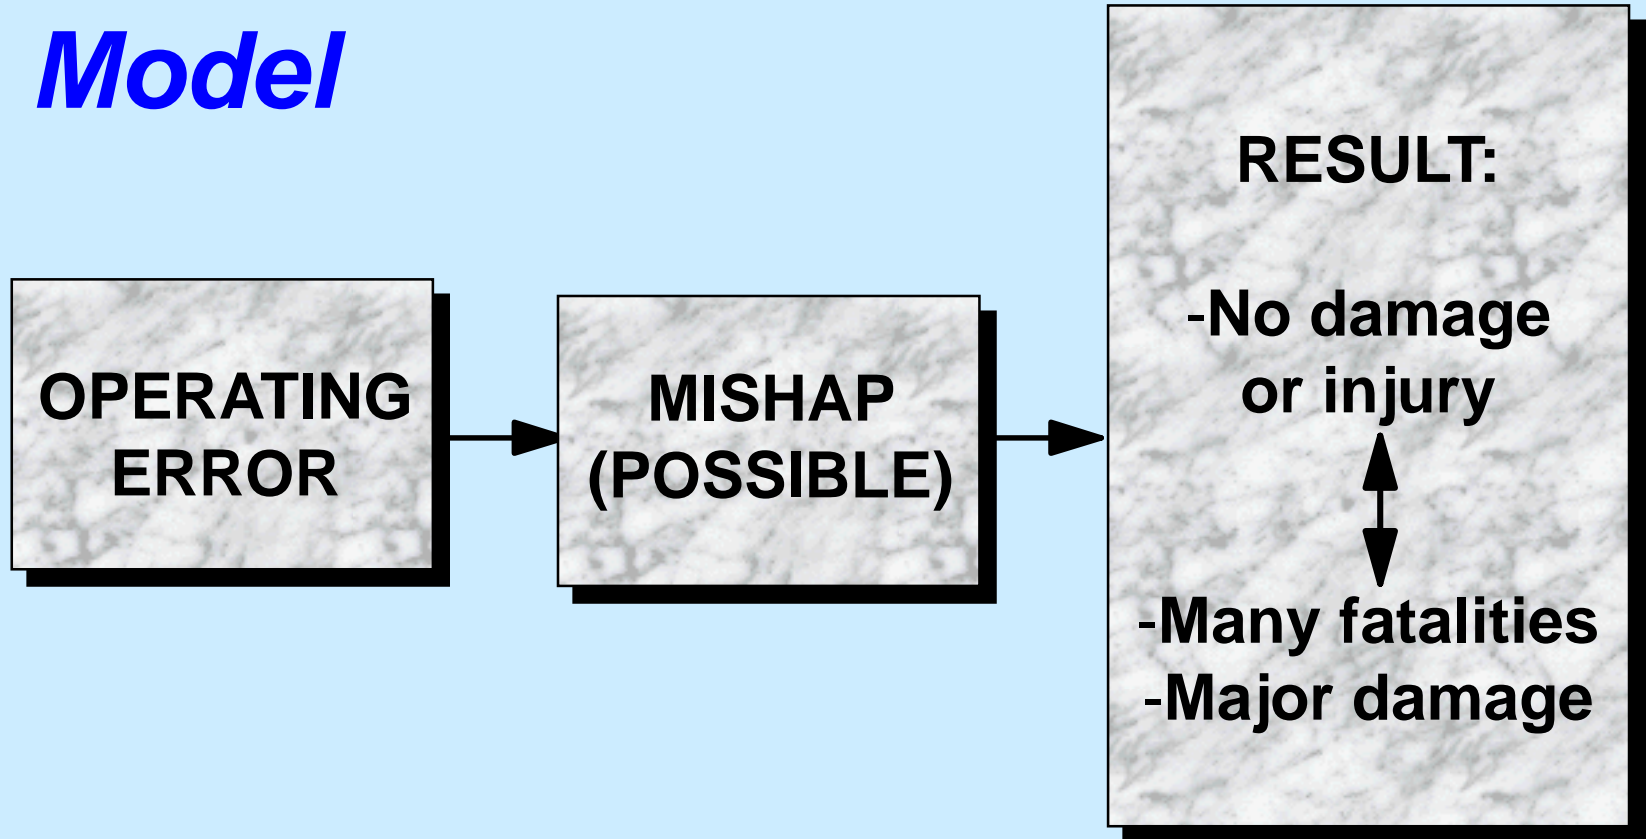 Model
OPERATING
ERROR
MISHAP
(POSSIBLE)
RESULT:
-No damage
or injury
-Many fatalities
-Major damage